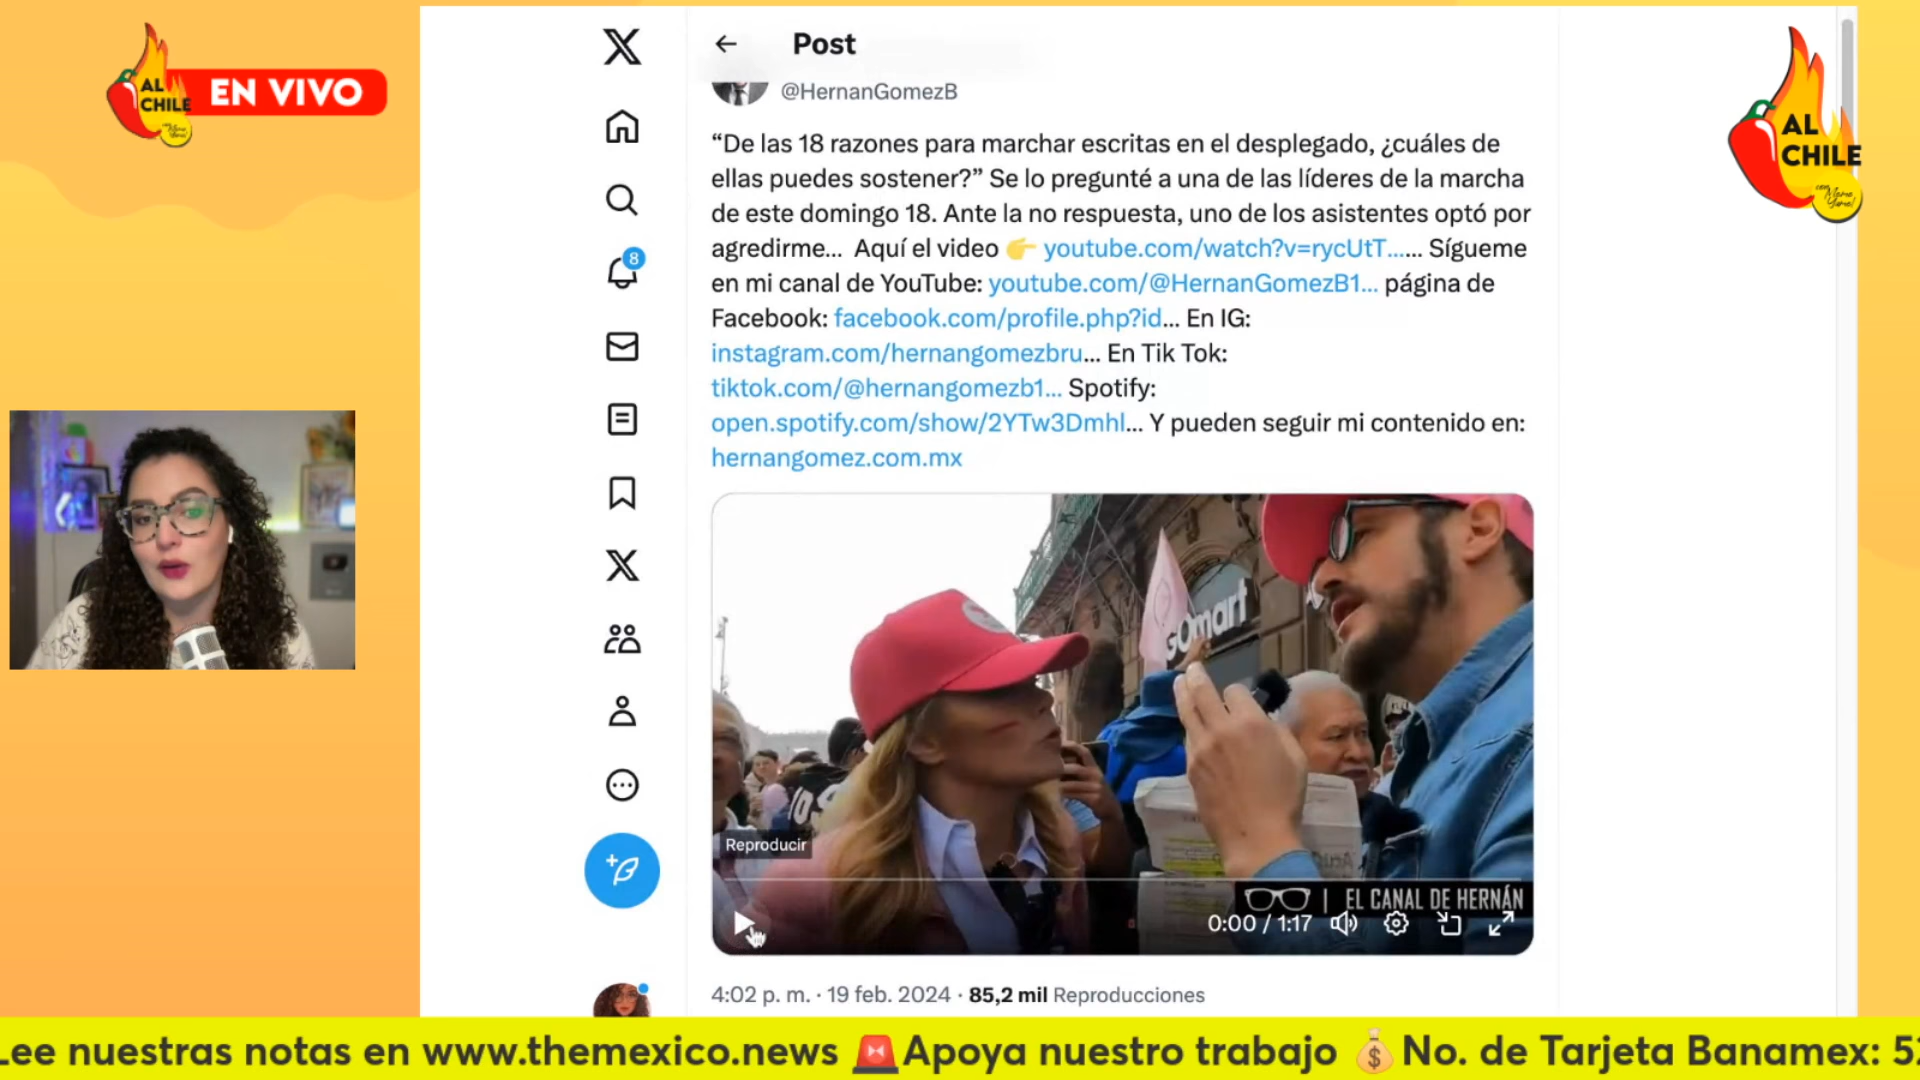 AL
CHILE
EN VIVO
Post
@HernanGomezB
“De las 18 razones para marchar escritas en el desplegado, ¿cuáles de
ellas puedes sostener?” Se lo pregunté a una de las líderes de la marcha
de este domingo 18. Ante la no respuesta, uno de los asistentes optó por
agredirme... Aquí el video 👉 youtube.com/watch?v=rycUtT...... Sígueme
en mi canal de YouTube: youtube.com/@HernanGomezB1... página de
Facebook: facebook.com/profile.php?id... En IG:
instagram.com/hernangomezbru... En Tik Tok:
tiktok.com/@hernangomezb1... Spotify:
open.spotify.com/show/2YTw3Dmhl... Y pueden seguir mi contenido en:
hernangomez.com.mx
8
AL
CHILE
GOmart
Reproducir
| EL CANAL DE HERNÁN
0:00 / 1:17
4:02 p. m. · 19 feb. 2024 · 85,2 mil Reproducciones
Lee nuestras notas en www.themexico.news 🚨Apoya nuestro trabajo 💰No. de Tarjeta Banamex: 52